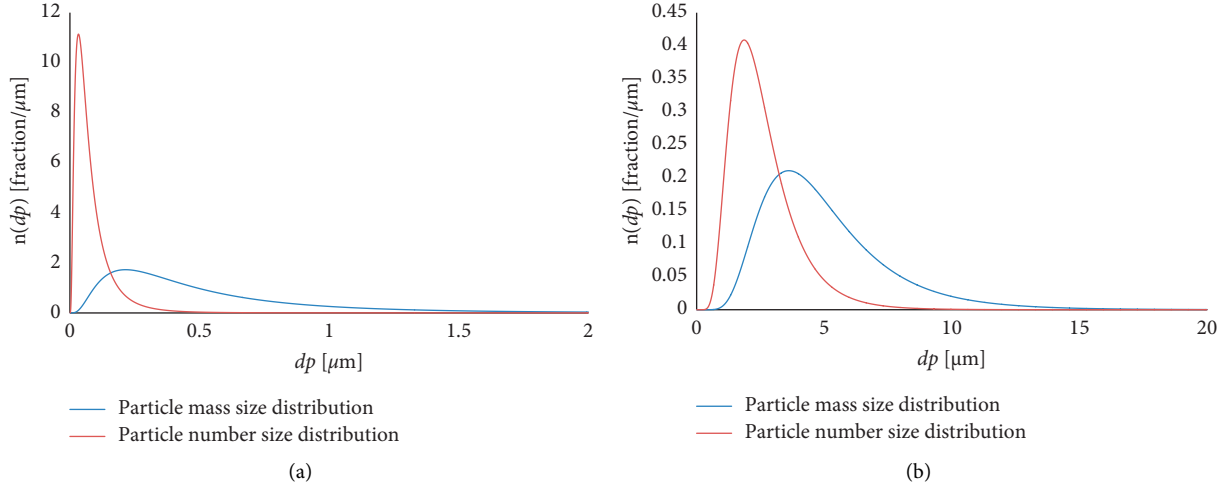 12
10
8
6
4
2
0
n(dp) [fraction/μm]
0
0.5
1
1.5
2
dp [μm]
Particle mass size distribution
Particle number size distribution
(a)
0.45
0.4
0.35
0.3
0.25
0.2
0.15
0.1
0.05
0
n(dp) [fraction/μm]
0
5
10
15
20
dp [μm]
Particle mass size distribution
Particle number size distribution
(b)